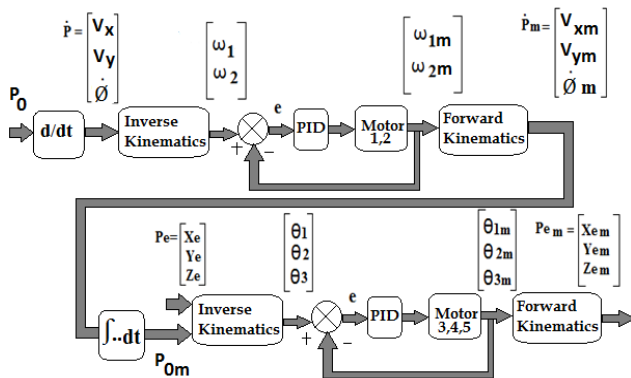 Ṗ = [Vx Vy ϕ̇]
[ω1 ω2]
[ω1m ω2m]
Ṗm = [Vxm Vym ϕ̇m]
P0
d/dt
Inverse
Kinematics
+
−
e
PID
Motor
1,2
Forward
Kinematics
Pe= [Xe Ye Ze]
[θ1 θ2 θ3]
[θ1m θ2m θ3m]
Pe m = [Xe m Yem Zem]
∫..dt
P0m
Inverse
Kinematics
+
−
e
PID
Motor
3,4,5
Forward
Kinematics